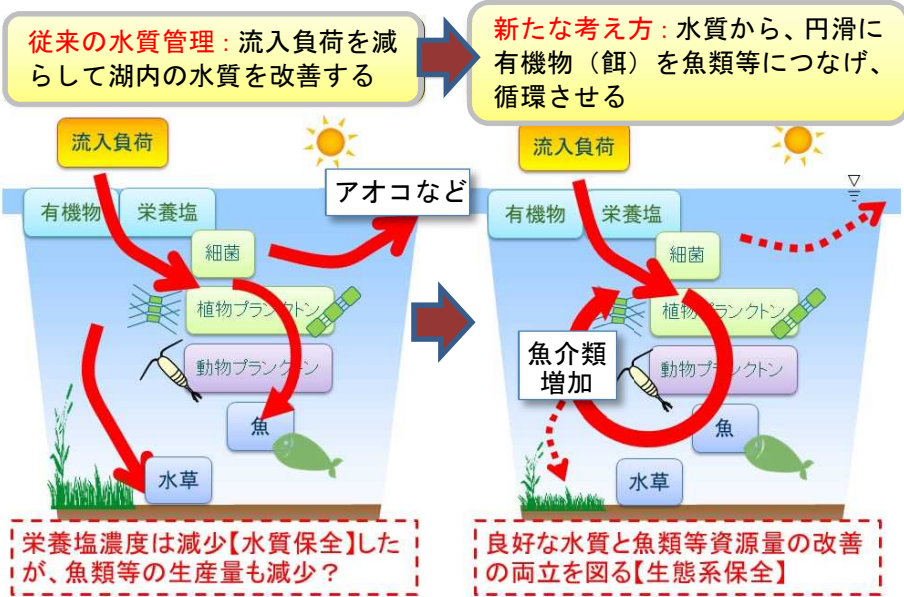 従来の水質管理：流入負荷を減
らして湖内の水質を改善する
新たな考え方：水質から、円滑に
有機物（餌）を魚類等につなげ、
循環させる
流入負荷
アオコなど
有機物
栄養塩
細菌
植物プランクトン
動物プランクトン
魚
水草
流入負荷
▽
有機物
栄養塩
細菌
植物プランクトン
魚介類
増加
動物プランクトン
魚
水草
栄養塩濃度は減少【水質保全】した
が、魚類等の生産量も減少？
良好な水質と魚類等資源量の改善
の両立を図る【生態系保全】